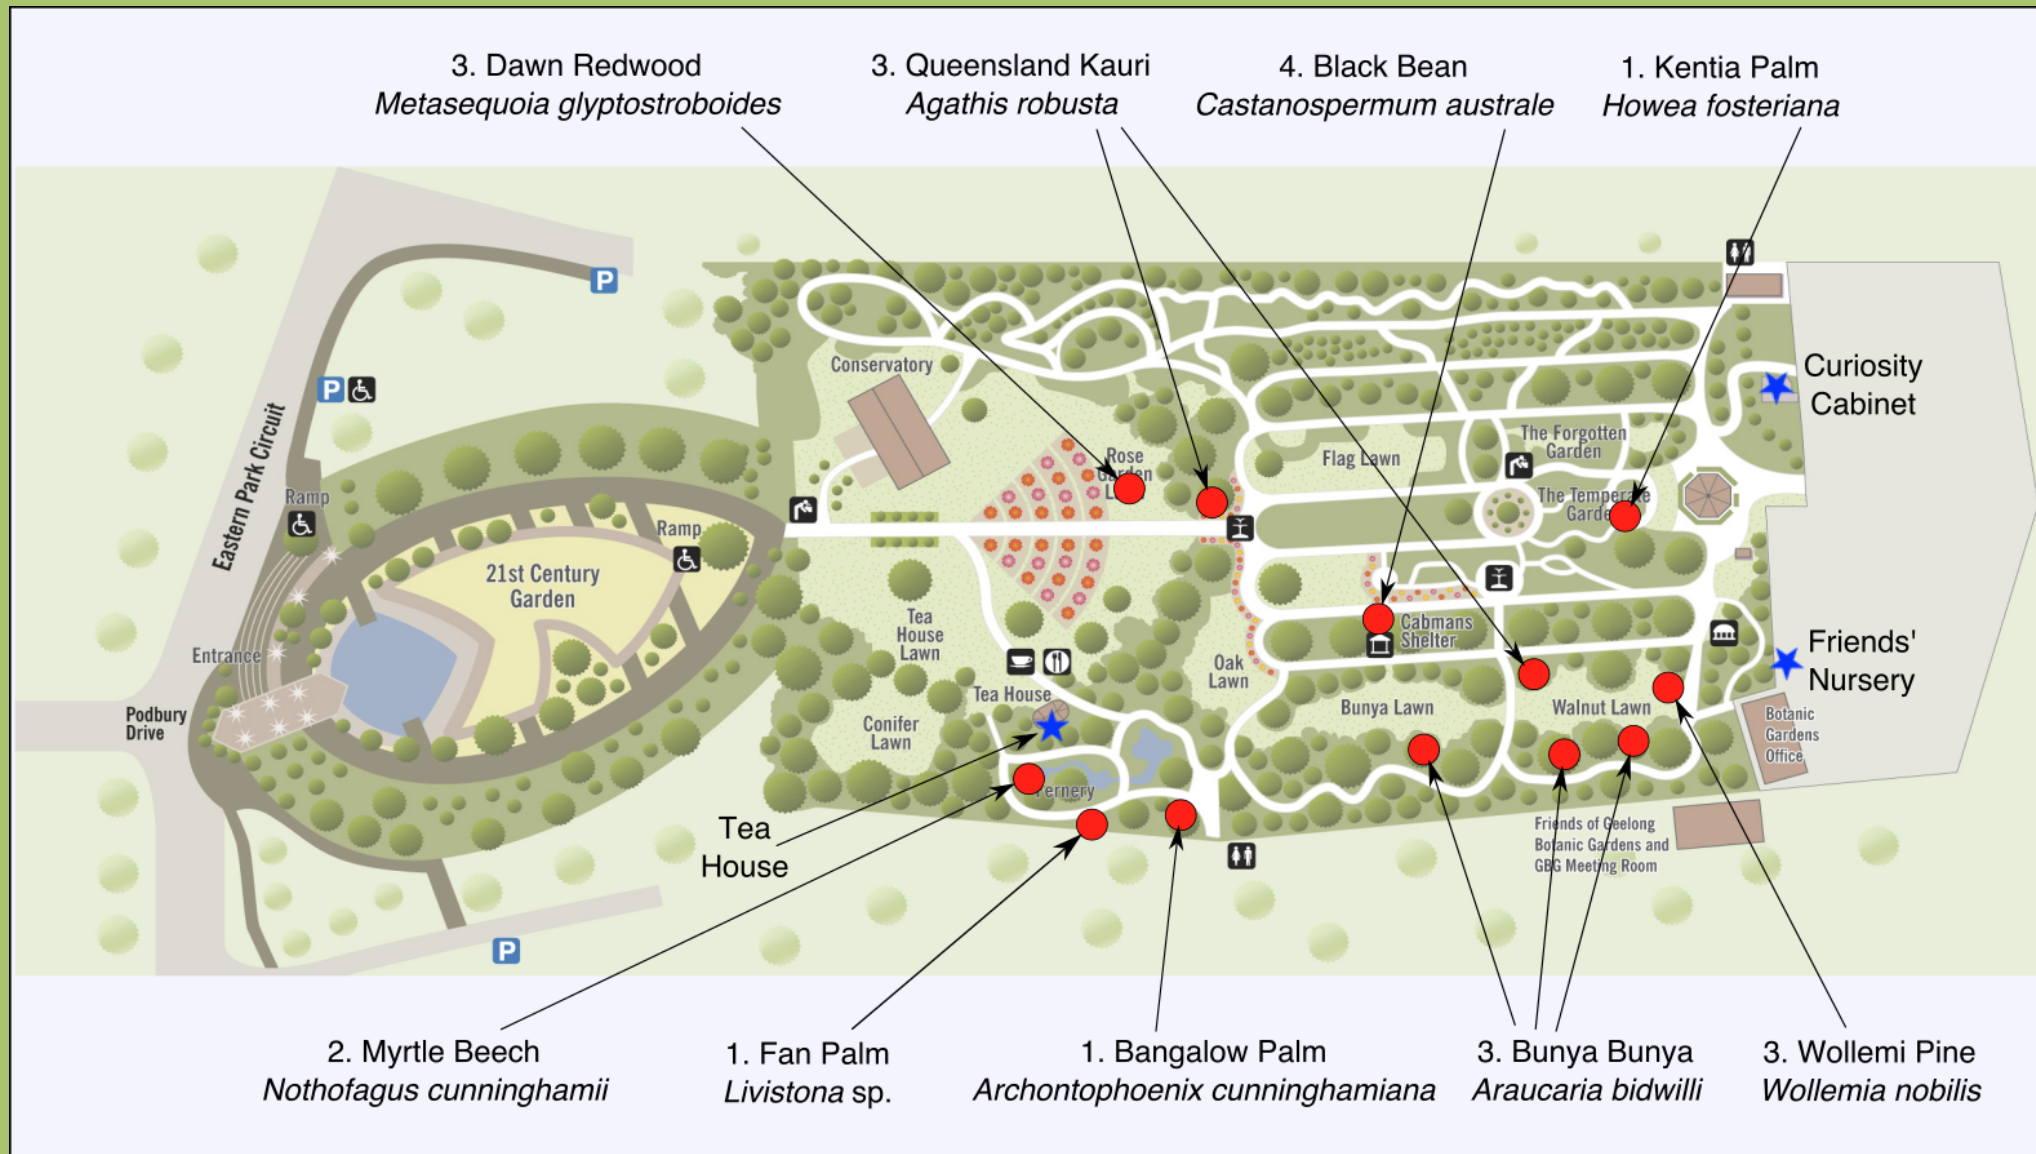 3. Dawn Redwood
Metasequoia glyptostroboides
3. Queensland Kauri
Agathis robusta
4. Black Bean
Castanospermum australe
1. Kentia Palm
Howea fosteriana
P
P
Conservatory
Curiosity
Cabinet
Eastern Park Circuit
Ramp
Ramp
Rose
Garden
Flag Lawn
The Forgotten
Garden
The Temperate
Garden
21st Century
Garden
Tea
House
Lawn
Cabmans
Shelter
Entrance
Oak
Lawn
Friends'
Nursery
Tea House
Podbury
Drive
Conifer
Lawn
Bunya Lawn
Walnut Lawn
Botanic
Gardens
Office
Fernery
Tea
House
Friends of Geelong
Botanic Gardens and
GBG Meeting Room
P
2. Myrtle Beech
Nothofagus cunninghamii
1. Fan Palm
Livistona sp.
1. Bangalow Palm
Archontophoenix cunninghamiana
3. Bunya Bunya
Araucaria bidwilli
3. Wollemi Pine
Wollemia nobilis